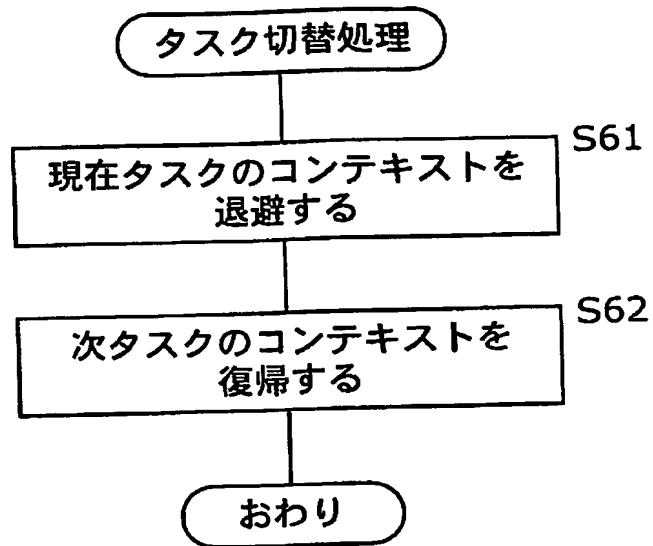 タスク切替処理
S61
現在タスクのコンテキストを
退避する
S62
次タスクのコンテキストを
復帰する
おわり